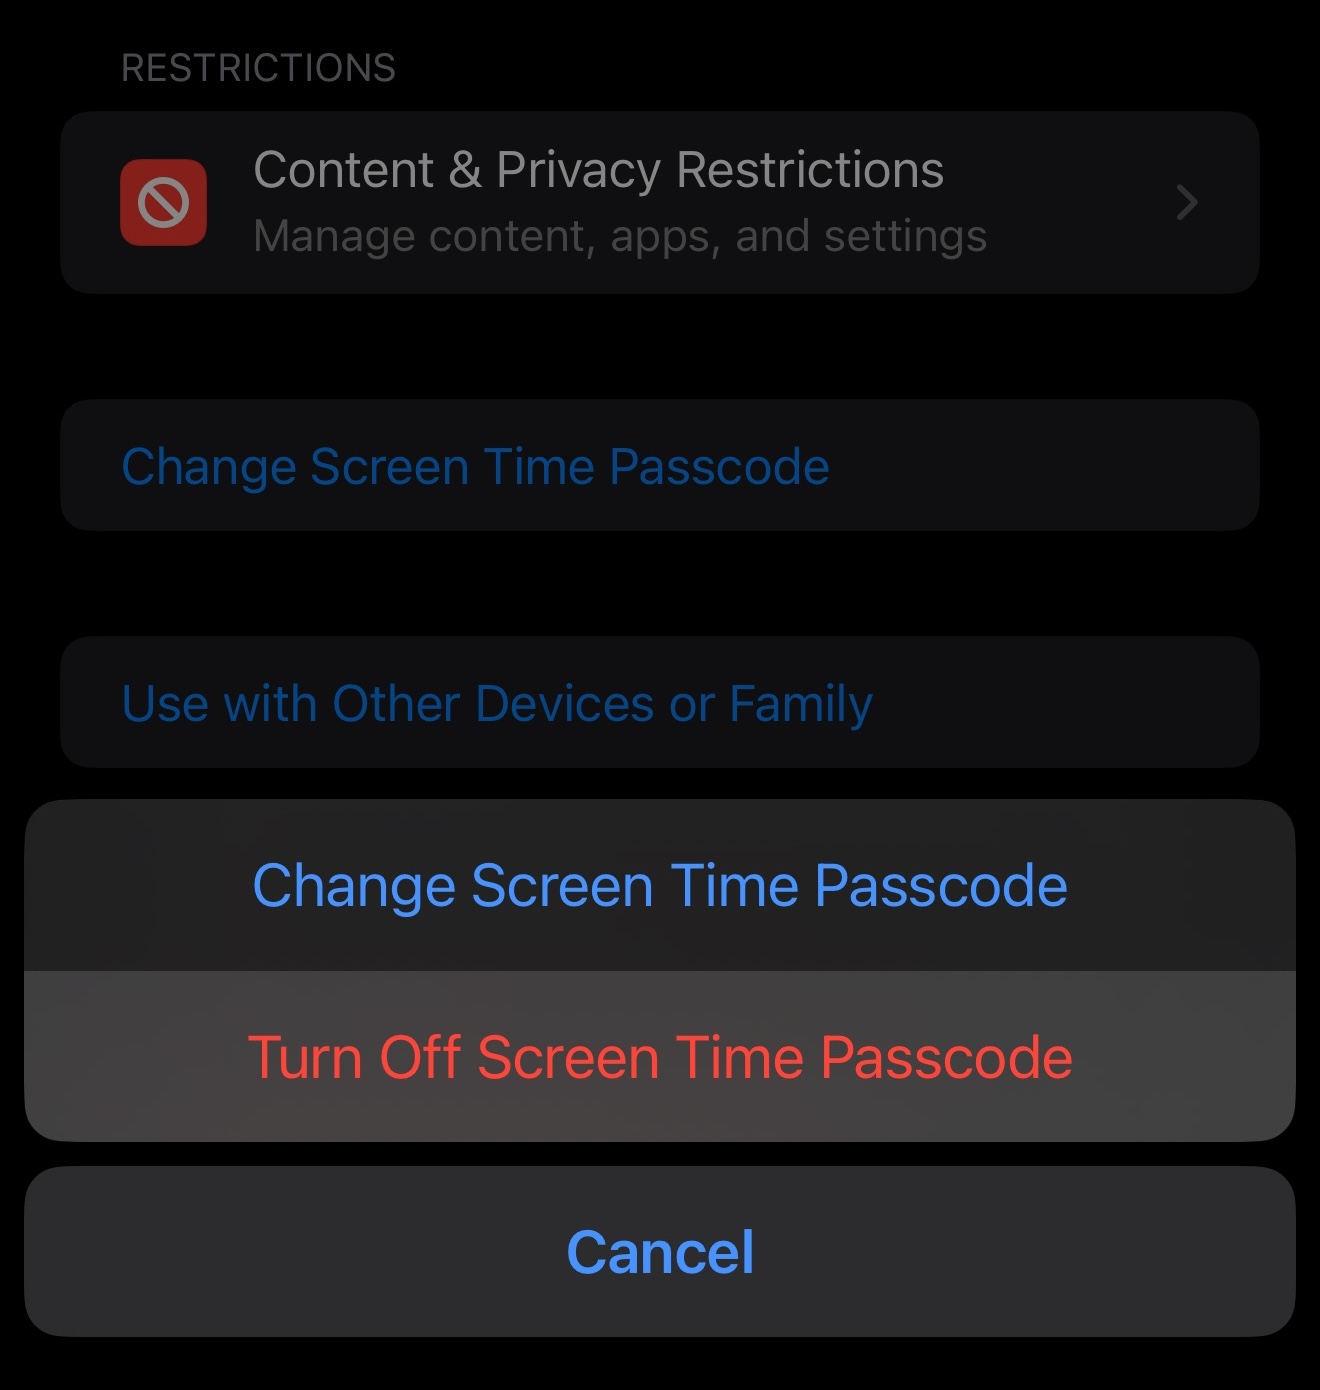 RESTRICTIONS
Content & Privacy Restrictions
Manage content, apps, and settings
Change Screen Time Passcode
Use with Other Devices or Family
Change Screen Time Passcode
Turn Off Screen Time Passcode
Cancel